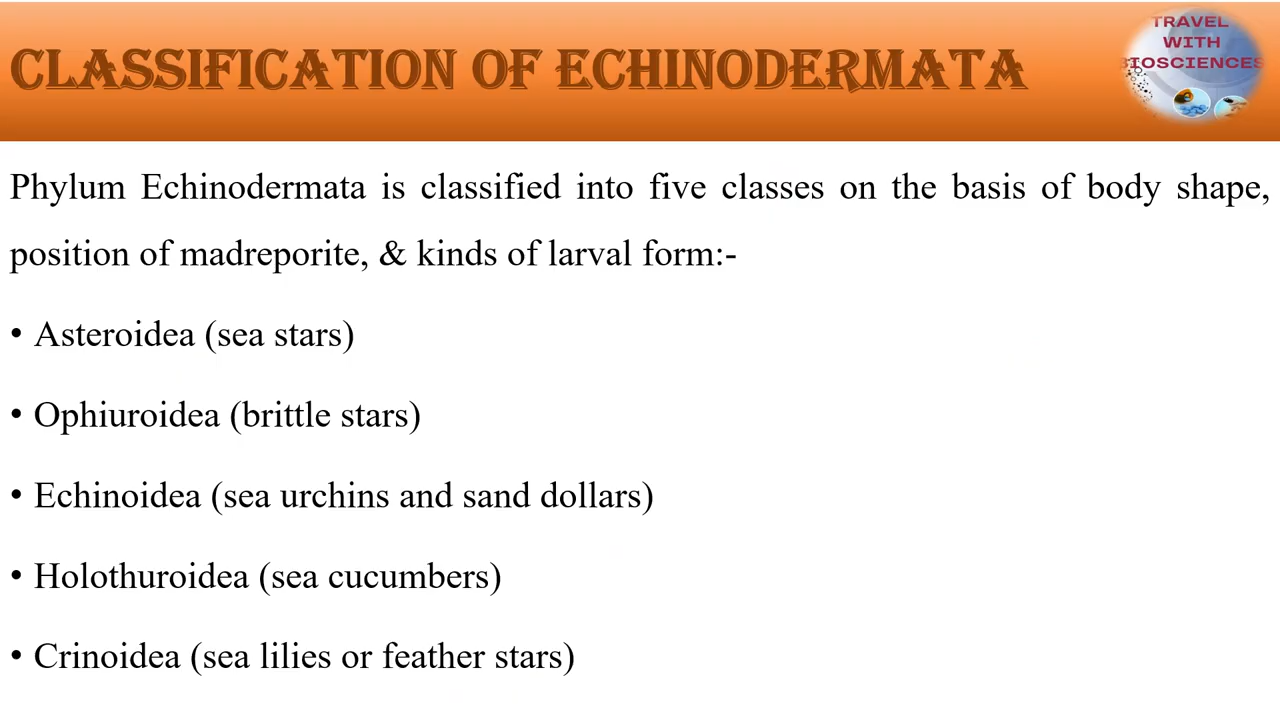 CLASSIFICATION OF ECHINODERMATA
TRAVEL
WITH
BIOSCIENCES
Phylum Echinodermata is classified into five classes on the basis of body shape,
position of madreporite, & kinds of larval form:-
• Asteroidea (sea stars)
• Ophiuroidea (brittle stars)
• Echinoidea (sea urchins and sand dollars)
• Holothuroidea (sea cucumbers)
• Crinoidea (sea lilies or feather stars)